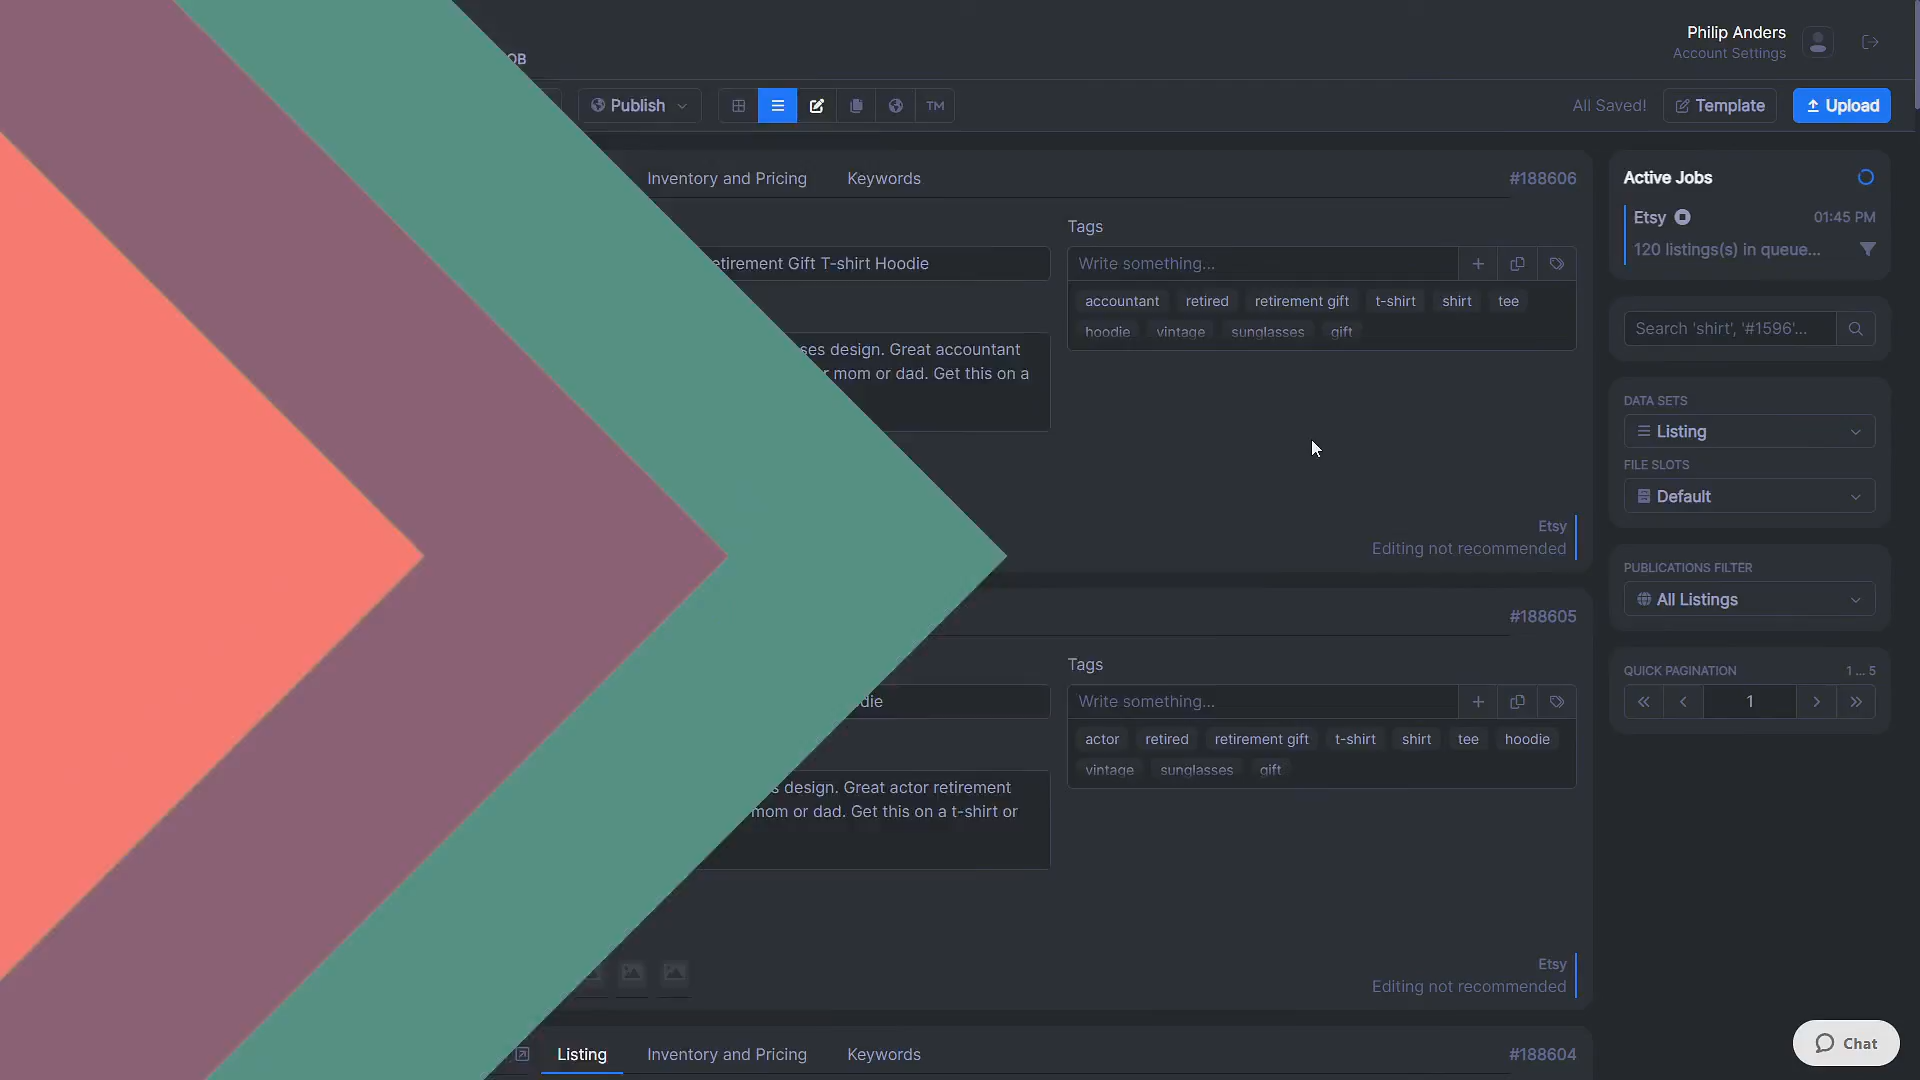 Philip Anders
Account Settings
OB
Publish
TM
All Saved!
Template
Upload
Inventory and Pricing
Keywords
#188606
Active Jobs
Etsy
01:45 PM
120 listings(s) in queue...
Tags
etirement Gift T-shirt Hoodie
Write something...
accountant retired retirement gift t-shirt shirt tee
hoodie vintage sunglasses gift
ses design. Great accountant
mom or dad. Get this on a
Search 'shirt', '#1596'...
DATA SETS
Listing
FILE SLOTS
Default
Etsy
Editing not recommended
PUBLICATIONS FILTER
All Listings
#188605
Tags
die
Write something...
actor retired retirement gift t-shirt shirt tee hoodie
vintage sunglasses gift
s design. Great actor retirement
mom or dad. Get this on a t-shirt or
QUICK PAGINATION
1 ... 5
1
Etsy
Editing not recommended
Listing
Inventory and Pricing
Keywords
#188604
Chat